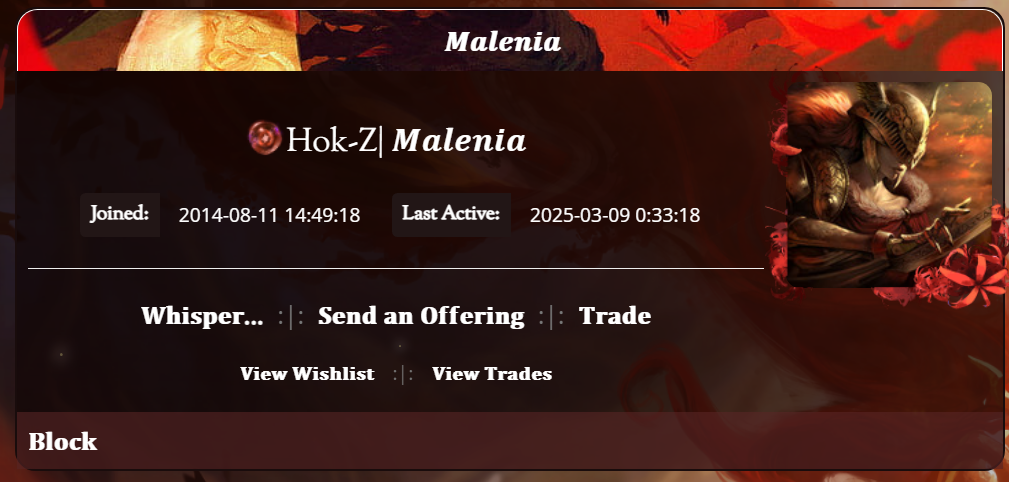 Malenia
Hok-Z| Malenia
Joined: 2014-08-11 14:49:18 Last Active: 2025-03-09 0:33:18
Whisper... :|: Send an Offering :|: Trade
View Wishlist :|: View Trades
Block